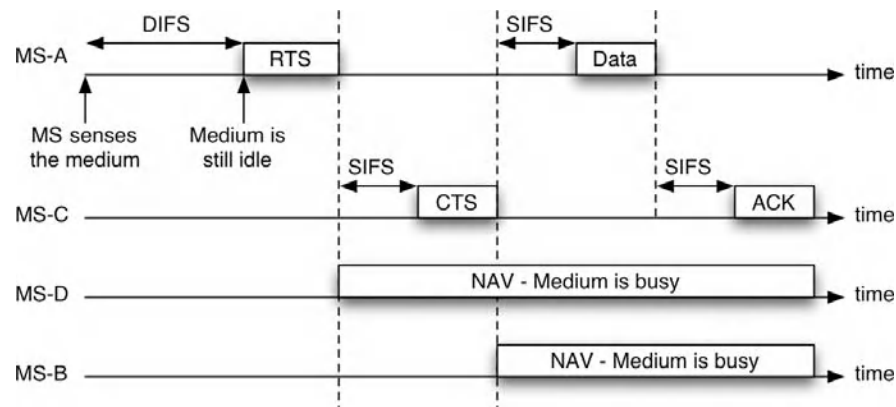 DIFS
SIFS
MS-A
RTS
Data
time
MS senses
the medium
Medium is
still idle
SIFS
SIFS
MS-C
CTS
ACK
time
MS-D
NAV - Medium is busy
time
MS-B
NAV - Medium is busy
time